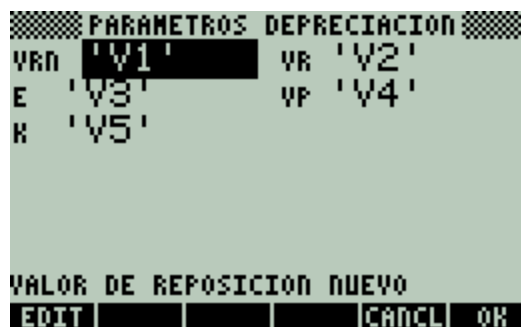 PARAMETROS DEPRECIACION
VRN 'V1' VR 'V2'
E 'V3' VP 'V4'
K 'V5'
VALOR DE REPOSICION NUEVO
EDIT CANCL OK